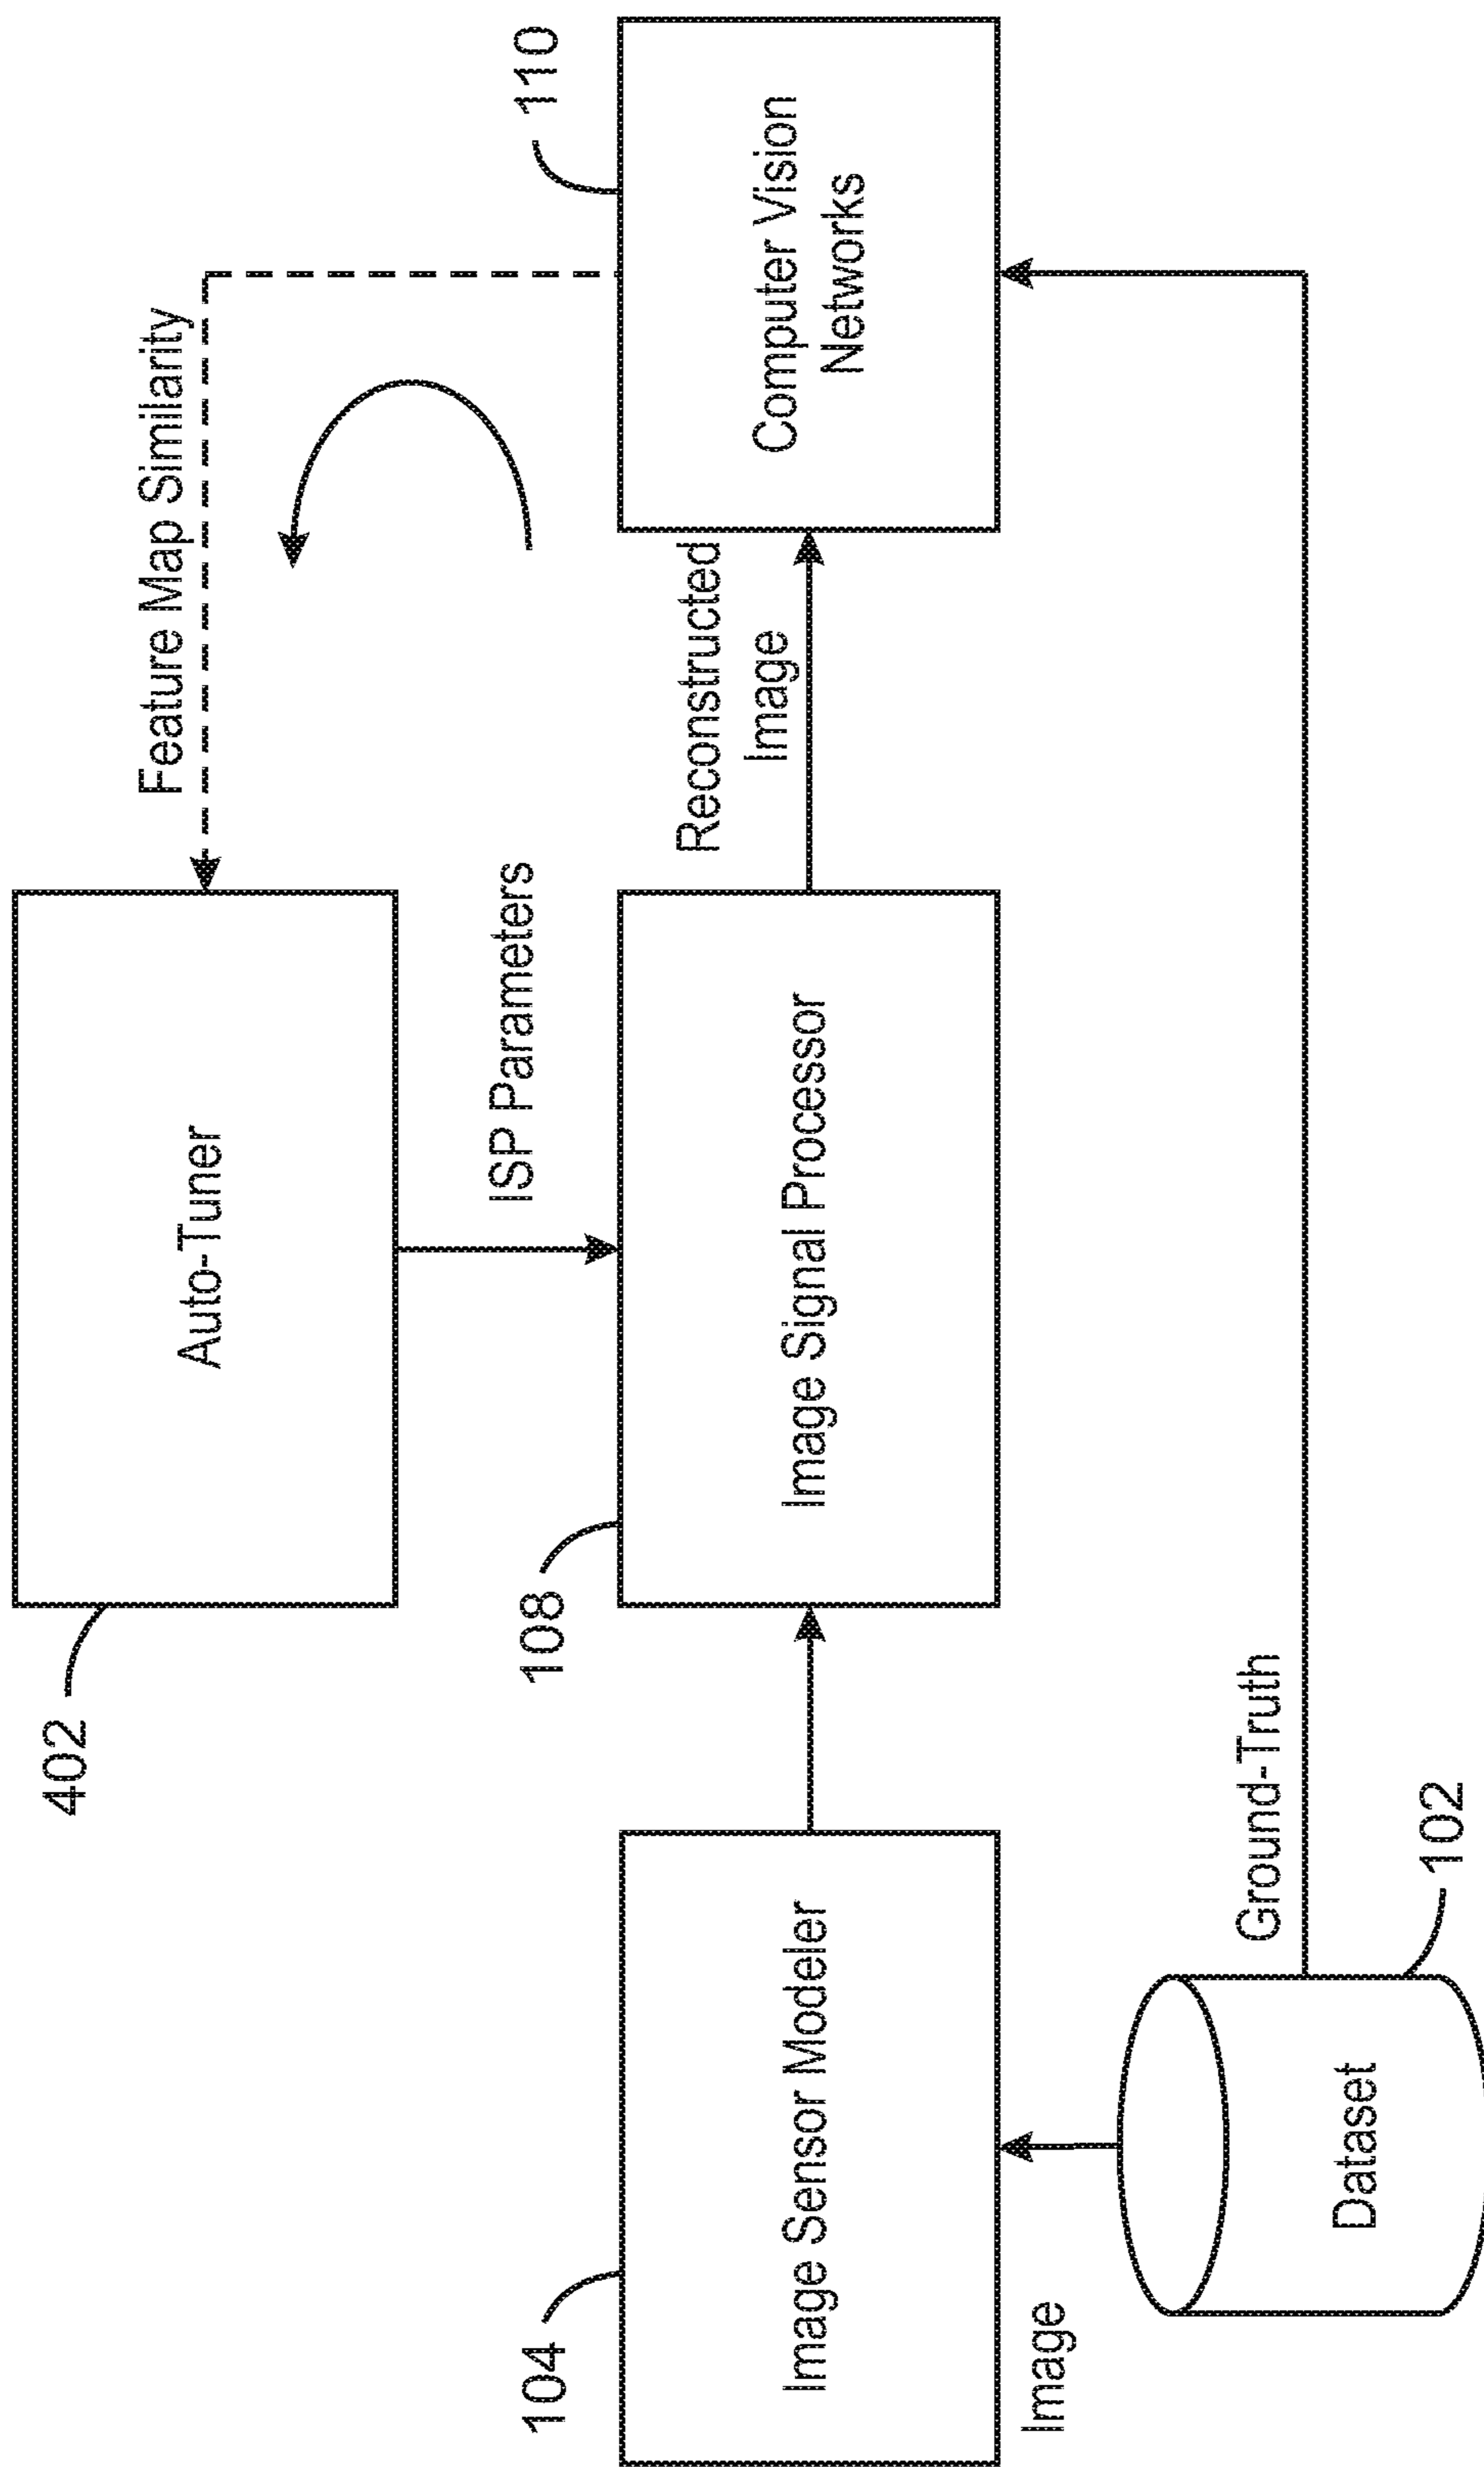 402
Auto-Tuner
Feature Map Similarity
ISP Parameters
104
Image Sensor Modeler
108
Image Signal Processor
Reconstructed
Image
110
Computer Vision
Networks
Image
Dataset
102
Ground-Truth